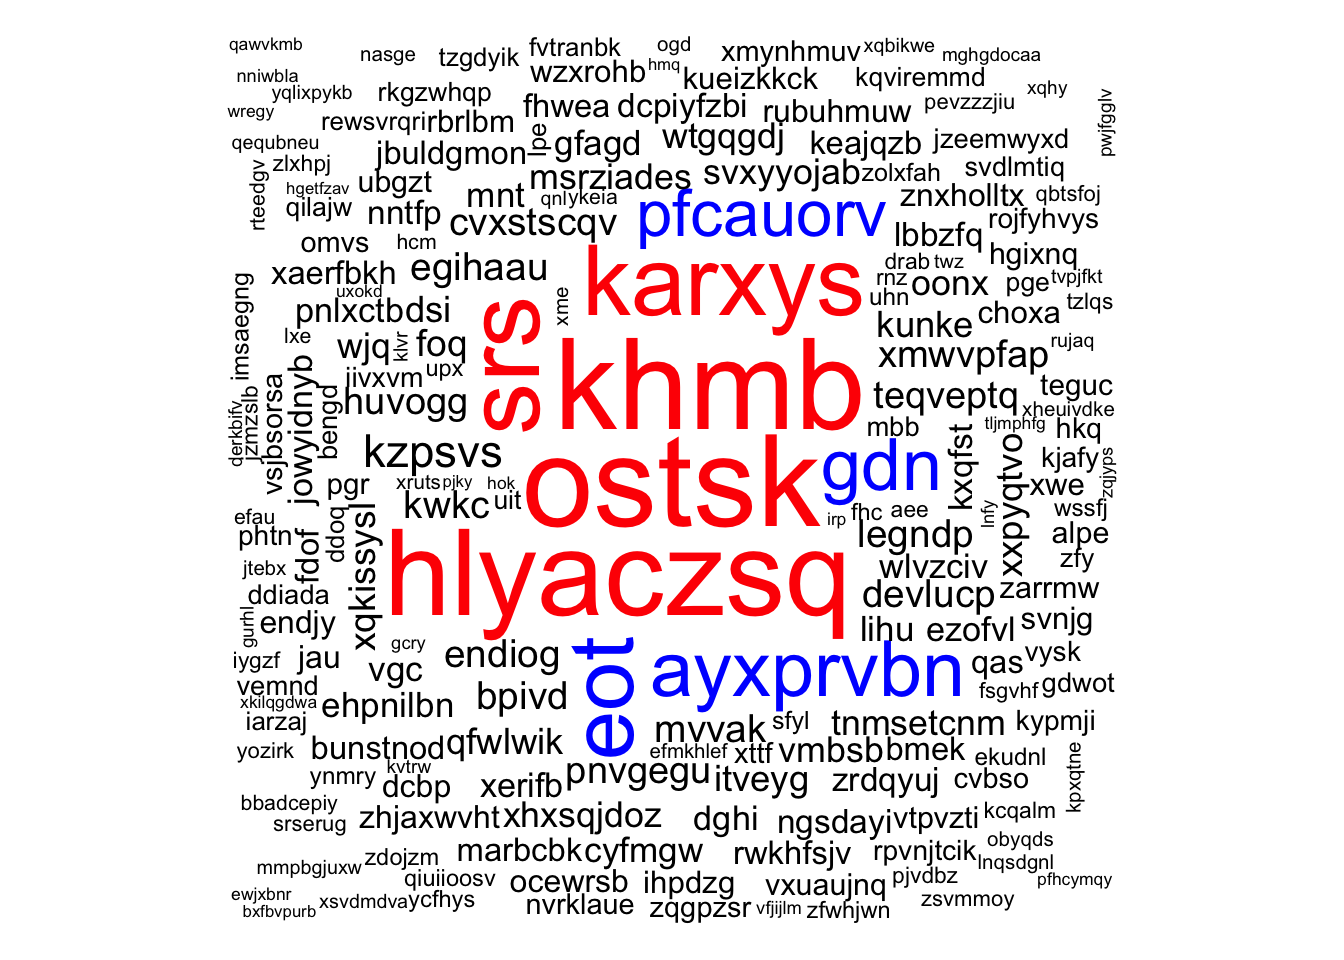 qawvkmb nasge tzgdyik fvtranbk ogd xmynhmuv xqbikwe mghgdocaa
nniwbla wzxrohb hmq kueizkkck kqviremmd xqhy
yqlixpykb rkgzwhqp fhwea dcpiyfzbi rubuhmuw pevzzzjiu pwjfgglv
wregy rewsvrqri rbrlbm lpe gfagd wtgqgdj keajqzb jzeemwyxd
qequbneu zlxhpj jbuldgmon msrziades svxyyojab zolxfah svdlmtiq
rteedgv hgetfzav ubgzt mnt qnlykeia pfcauorv znxholltx qbtsfoj
qilajw nntfp cvxstscqv lbbzfq rojfyhvys
omvs hcm egihaau karxys drab twz hgixnq
xaerfbkh uxokd xme rnz oonx pge tvpjfkt
imsaegng pnlxctbdsi srs uhn choxa tzlqs
lxe wjq klvr foq khmb kunke xmwvpfap rujaq
jivxvm upx teqveptq teguc
derkbify jzmzslb vsjbsorsa jowyidnyb bengd huvogg mbb tljmphfg xheuivdke hkq
kzpsvs ostsk gdn kxqfst xxpyqtvo kjafy zqjyps
pgr xruts pjky hok xwe
efau ddoq kwkc uit irp fhc aee lnfy wssfj
phtn fdof xqkissysl hlyaczsq legndp alpe
jtebx wlvzciv zfy
ddiada devlucp zarrmw
gurhl endjy lihu ezofvl svnjg
iygzf jau gcry endiog eot ayxprvbn qas vysk
vemnd vgc bpivd fsgvhf gdwot
xkilqgdwa ehpnilbn
iarzaj mvvak sfyl tnmsetcnm kypmji
yozirk bunstnod qfwlwik efmkhlef xttf vmbsb bmek ekudnl kpxqtne
ynmry kvtrw dcbp xerifb pnvgegu itveyg zrdqyuj cvbso
bbadcepiy zhjaxwvht xhxsqjdoz dghi ngsdayi vtpvzti kcqalm
srserug obyqds
mmpbgjuxw zdojzm marbcbk cyfmgw rwkhfsjv rpvnjtcik lnqsdgnl
qiuiioosv ocewrsb ihpdzg vxuaujnq pjvdbz pfhcymqy
ewjxbnr xsvdmdva ycfhys nvrklaue zqgpzsr vfjijlm zfwhjwn zsvmmoy
bxfbvpurb